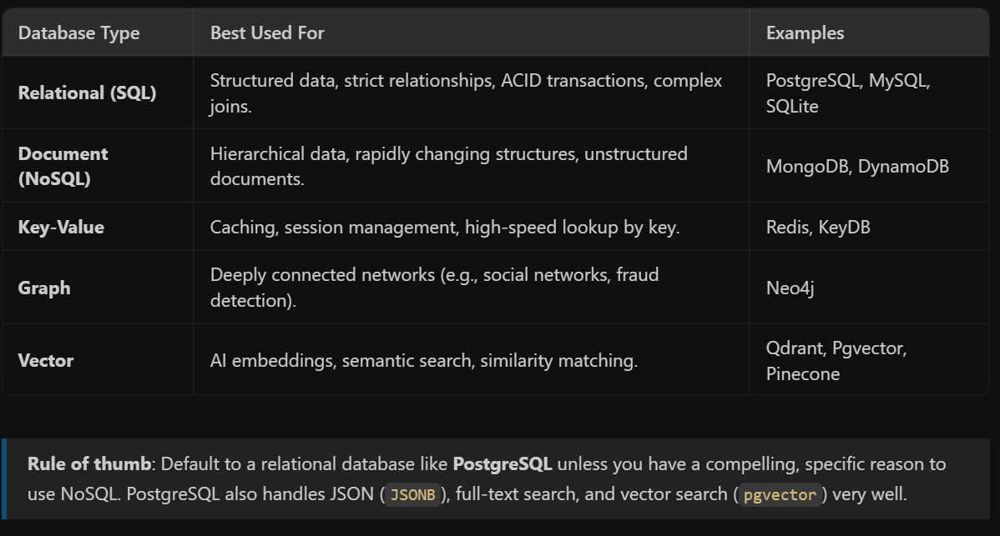 Database Type
Best Used For
Examples
Relational (SQL)
Structured data, strict relationships, ACID transactions, complex
joins.
PostgreSQL, MySQL,
SQLite
Document
(NoSQL)
Hierarchical data, rapidly changing structures, unstructured
documents.
MongoDB, DynamoDB
Key-Value
Caching, session management, high-speed lookup by key.
Redis, KeyDB
Graph
Deeply connected networks (e.g., social networks, fraud
detection).
Neo4j
Vector
AI embeddings, semantic search, similarity matching.
Qdrant, Pgvector,
Pinecone
Rule of thumb: Default to a relational database like PostgreSQL unless you have a compelling, specific reason to
use NoSQL. PostgreSQL also handles JSON (JSONB), full-text search, and vector search (pgvector) very well.